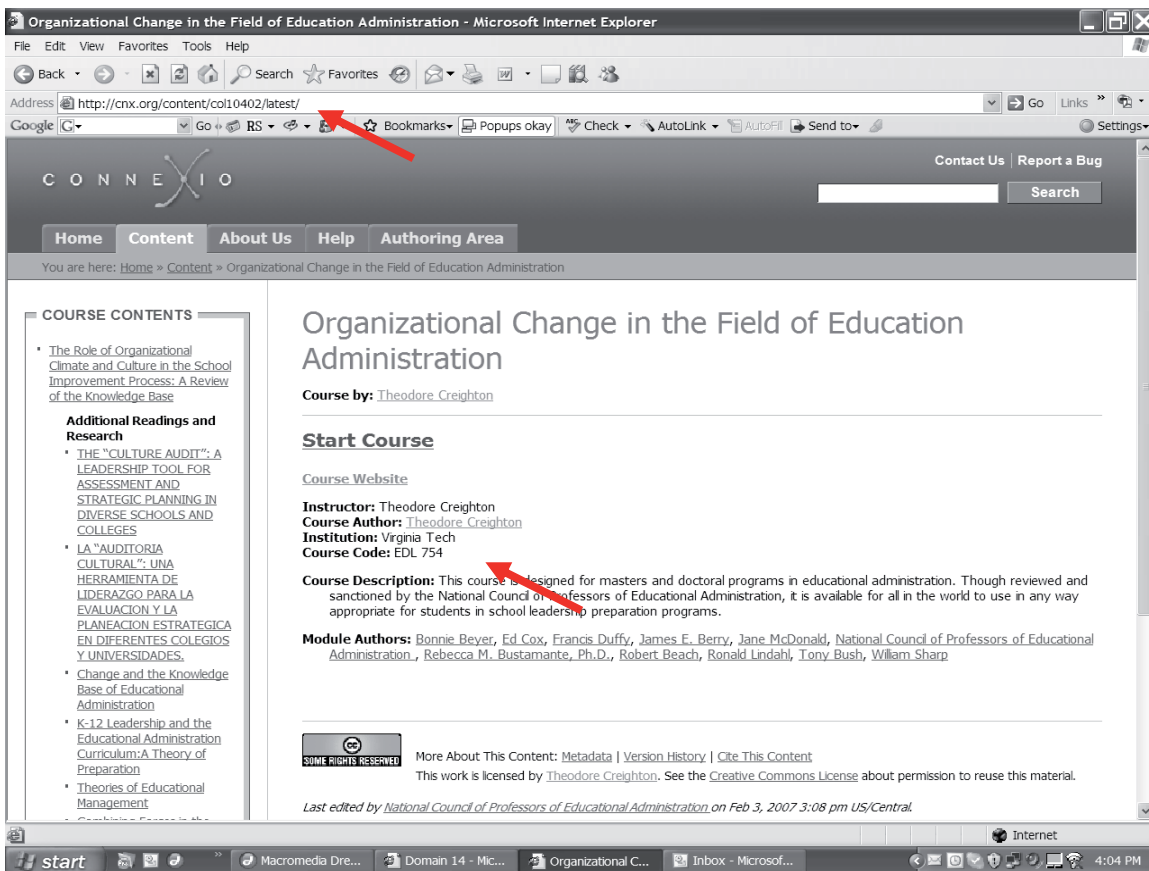 Organizational Change in the Field of Education Administration - Microsoft Internet Explorer
File Edit View Favorites Tools Help
Back Search Favorites
Address http://cnx.org/content/col10402/latest/ Go Links »
Google G Go RS Bookmarks Popups okay Check AutoLink AutoFill Send to Settings
CONNEXIO
Contact Us | Report a Bug
Search
Home Content About Us Help Authoring Area
You are here: Home » Content » Organizational Change in the Field of Education Administration
COURSE CONTENTS
The Role of Organizational
Climate and Culture in the School
Improvement Process: A Review
of the Knowledge Base
Additional Readings and
Research
THE "CULTURE AUDIT": A
LEADERSHIP TOOL FOR
ASSESSMENT AND
STRATEGIC PLANNING IN
DIVERSE SCHOOLS AND
COLLEGES
LA "AUDITORIA
CULTURAL": UNA
HERRAMIENTA DE
LIDERAZGO PARA LA
EVALUACION Y LA
PLANEACION ESTRATEGICA
EN DIFERENTES COLEGIOS
Y UNIVERSIDADES.
Change and the Knowledge
Base of Educational
Administration
K-12 Leadership and the
Educational Administration
Curriculum:A Theory of
Preparation
Theories of Educational
Management
Organizational Change in the Field of Education
Administration
Course by: Theodore Creighton
Start Course
Course Website
Instructor: Theodore Creighton
Course Author: Theodore Creighton
Institution: Virginia Tech
Course Code: EDL 754
Course Description: This course is designed for masters and doctoral programs in educational administration. Though reviewed and
sanctioned by the National Council of Professors of Educational Administration, it is available for all in the world to use in any way
appropriate for students in school leadership preparation programs.
Module Authors: Bonnie Beyer, Ed Cox, Francis Duffy, James E. Berry, Jane McDonald, National Council of Professors of Educational
Administration , Rebecca M. Bustamante, Ph.D., Robert Beach, Ronald Lindahl, Tony Bush, William Sharp
cc
SOME RIGHTS RESERVED
More About This Content: Metadata | Version History | Cite This Content
This work is licensed by Theodore Creighton. See the Creative Commons License about permission to reuse this material.
Last edited by National Council of Professors of Educational Administration on Feb 3, 2007 3:08 pm US/Central.
Internet
start » Macromedia Dre... Domain 14 - Mic... Organizational C... Inbox - Microsof... 4:04 PM